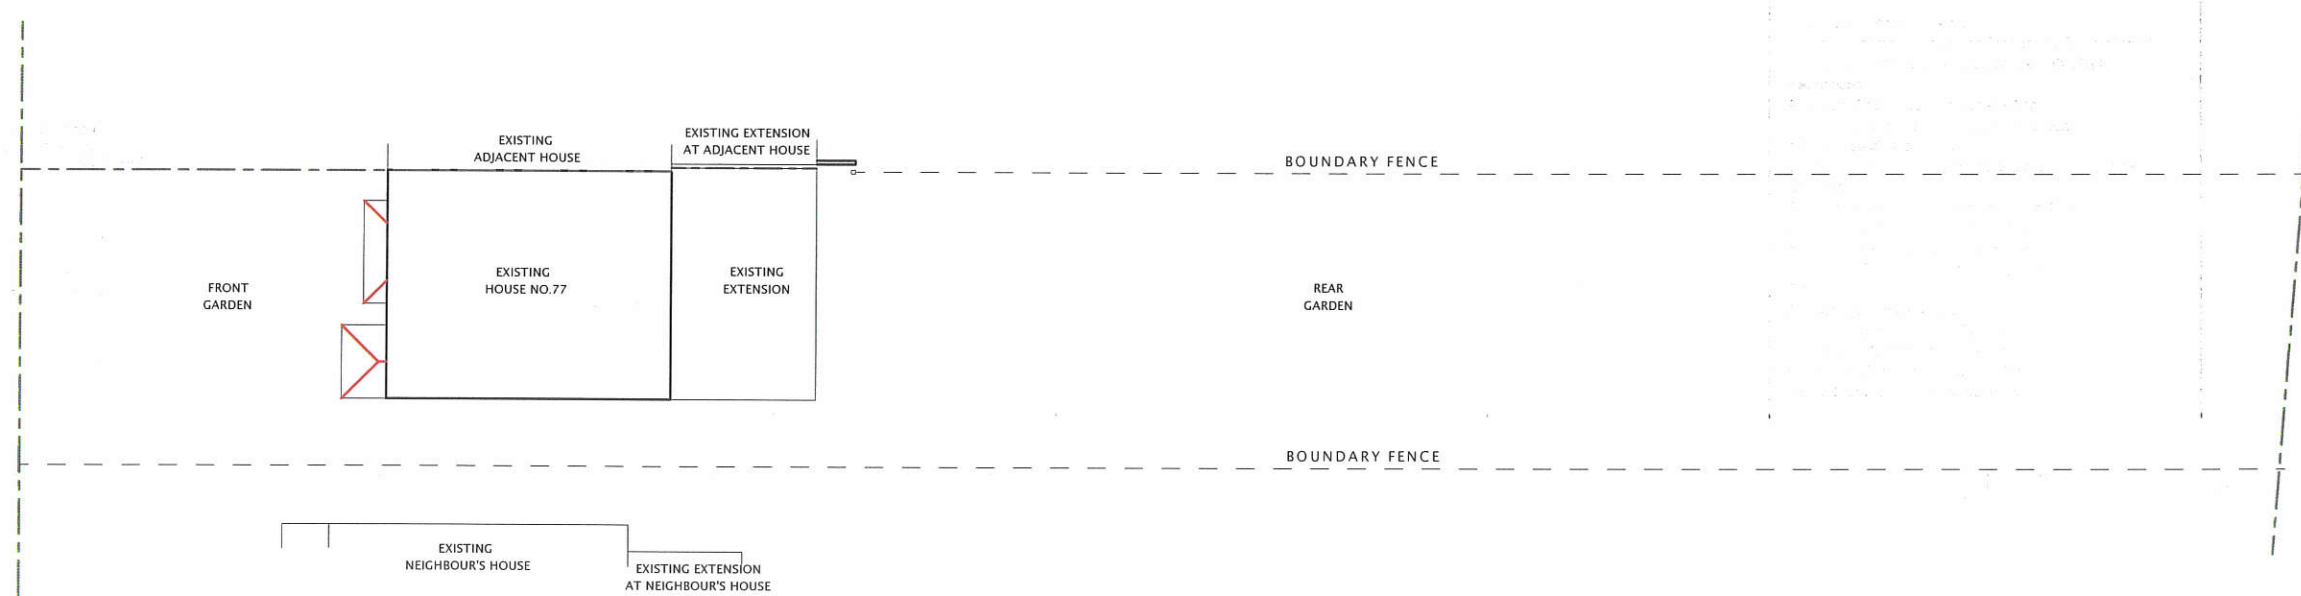 EXISTING
ADJACENT HOUSE
EXISTING EXTENSION
AT ADJACENT HOUSE
BOUNDARY FENCE
FRONT
GARDEN
EXISTING
HOUSE NO.77
EXISTING
EXTENSION
REAR
GARDEN
BOUNDARY FENCE
EXISTING
NEIGHBOUR'S HOUSE
EXISTING EXTENSION
AT NEIGHBOUR'S HOUSE